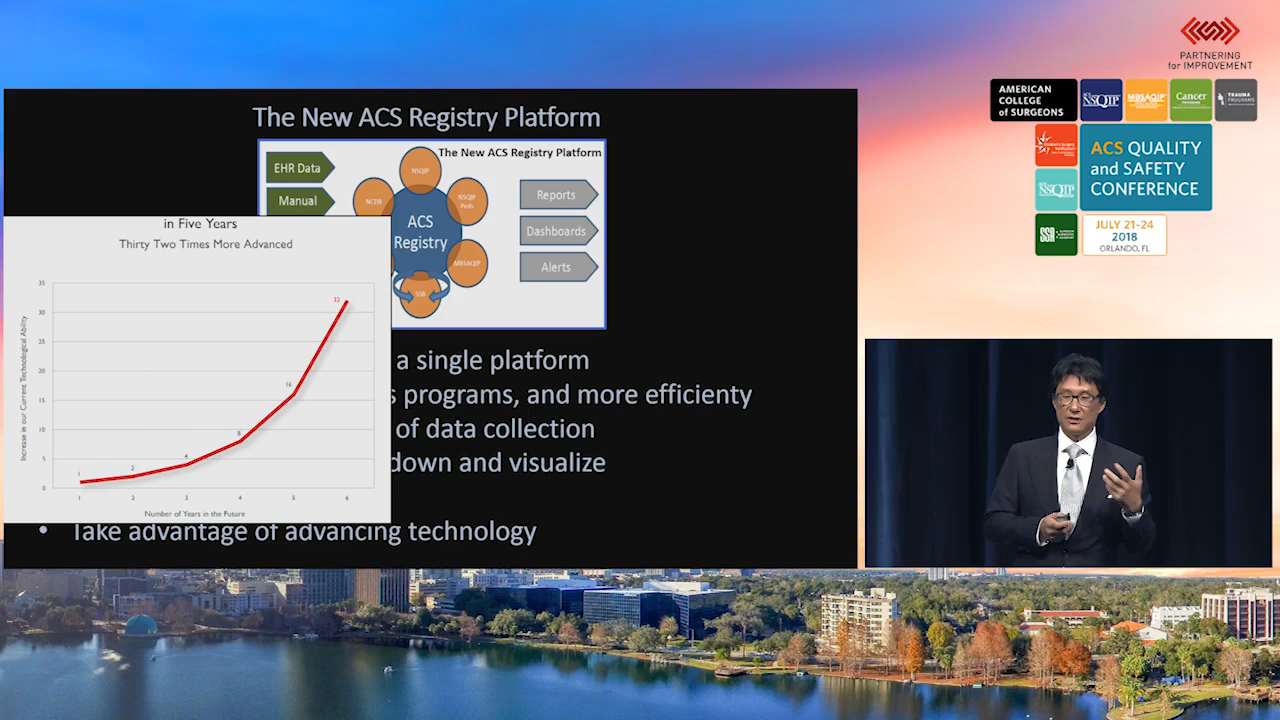 PARTNERING
for IMPROVEMENT
AMERICAN
COLLEGE
of SURGEONS
NSQIP
MBSAQIP
Cancer
PROGRAMS
TRAUMA
PROGRAMS
ACS QUALITY
and SAFETY
CONFERENCE
NSQIP
SSR
JULY 21-24
2018
ORLANDO, FL
The New ACS Registry Platform
The New ACS Registry Platform
EHR Data
Manual
NSQIP
NCDB
NSQIP
Peds
ACS
Registry
MBSAQIP
SSR
Reports
Dashboards
Alerts
in Five Years
Thirty Two Times More Advanced
Increase in our Current Technological Ability
35
30
25
20
15
10
5
0
1
2
4
8
16
32
1 2 3 4 5 6
Number of Years in the Future
a single platform
s programs, and more efficienty
of data collection
down and visualize
• Take advantage of advancing technology